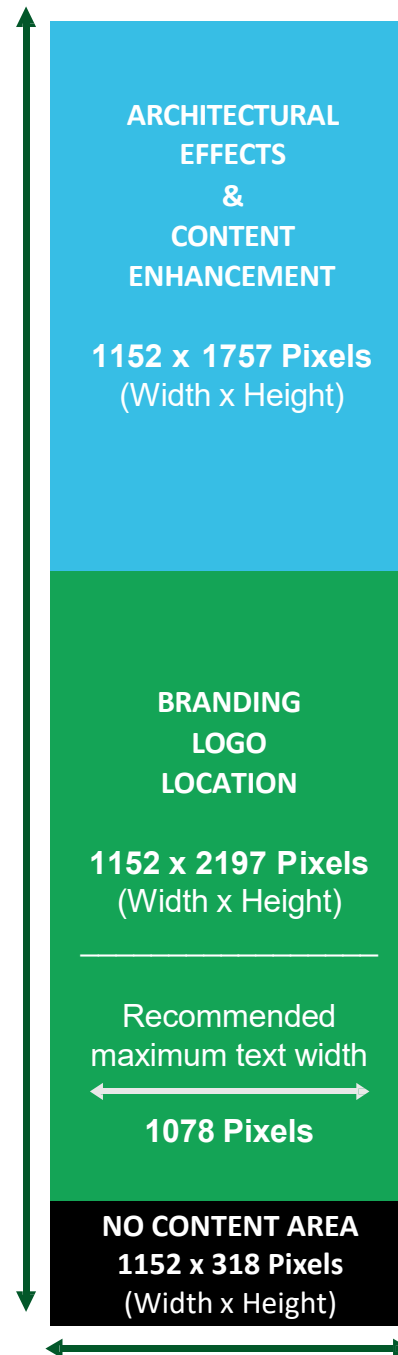 ARCHITECTURAL
EFFECTS
&
CONTENT
ENHANCEMENT
1152 x 1757 Pixels
(Width x Height)
BRANDING
LOGO
LOCATION
1152 x 2197 Pixels
(Width x Height)
Recommended
maximum text width
1078 Pixels
NO CONTENT AREA
1152 x 318 Pixels
(Width x Height)